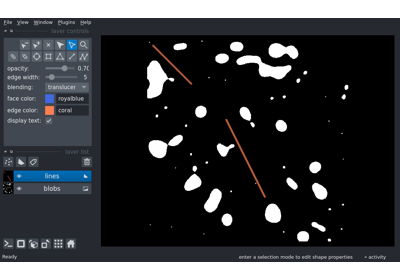 File View Window Plugins Help
layer controls
opacity: 0.70
edge width: 5
blending: translucer
face color: royalblue
edge color: coral
display text:
layer list
lines
blobs
Ready enter a selection mode to edit shape properties activity